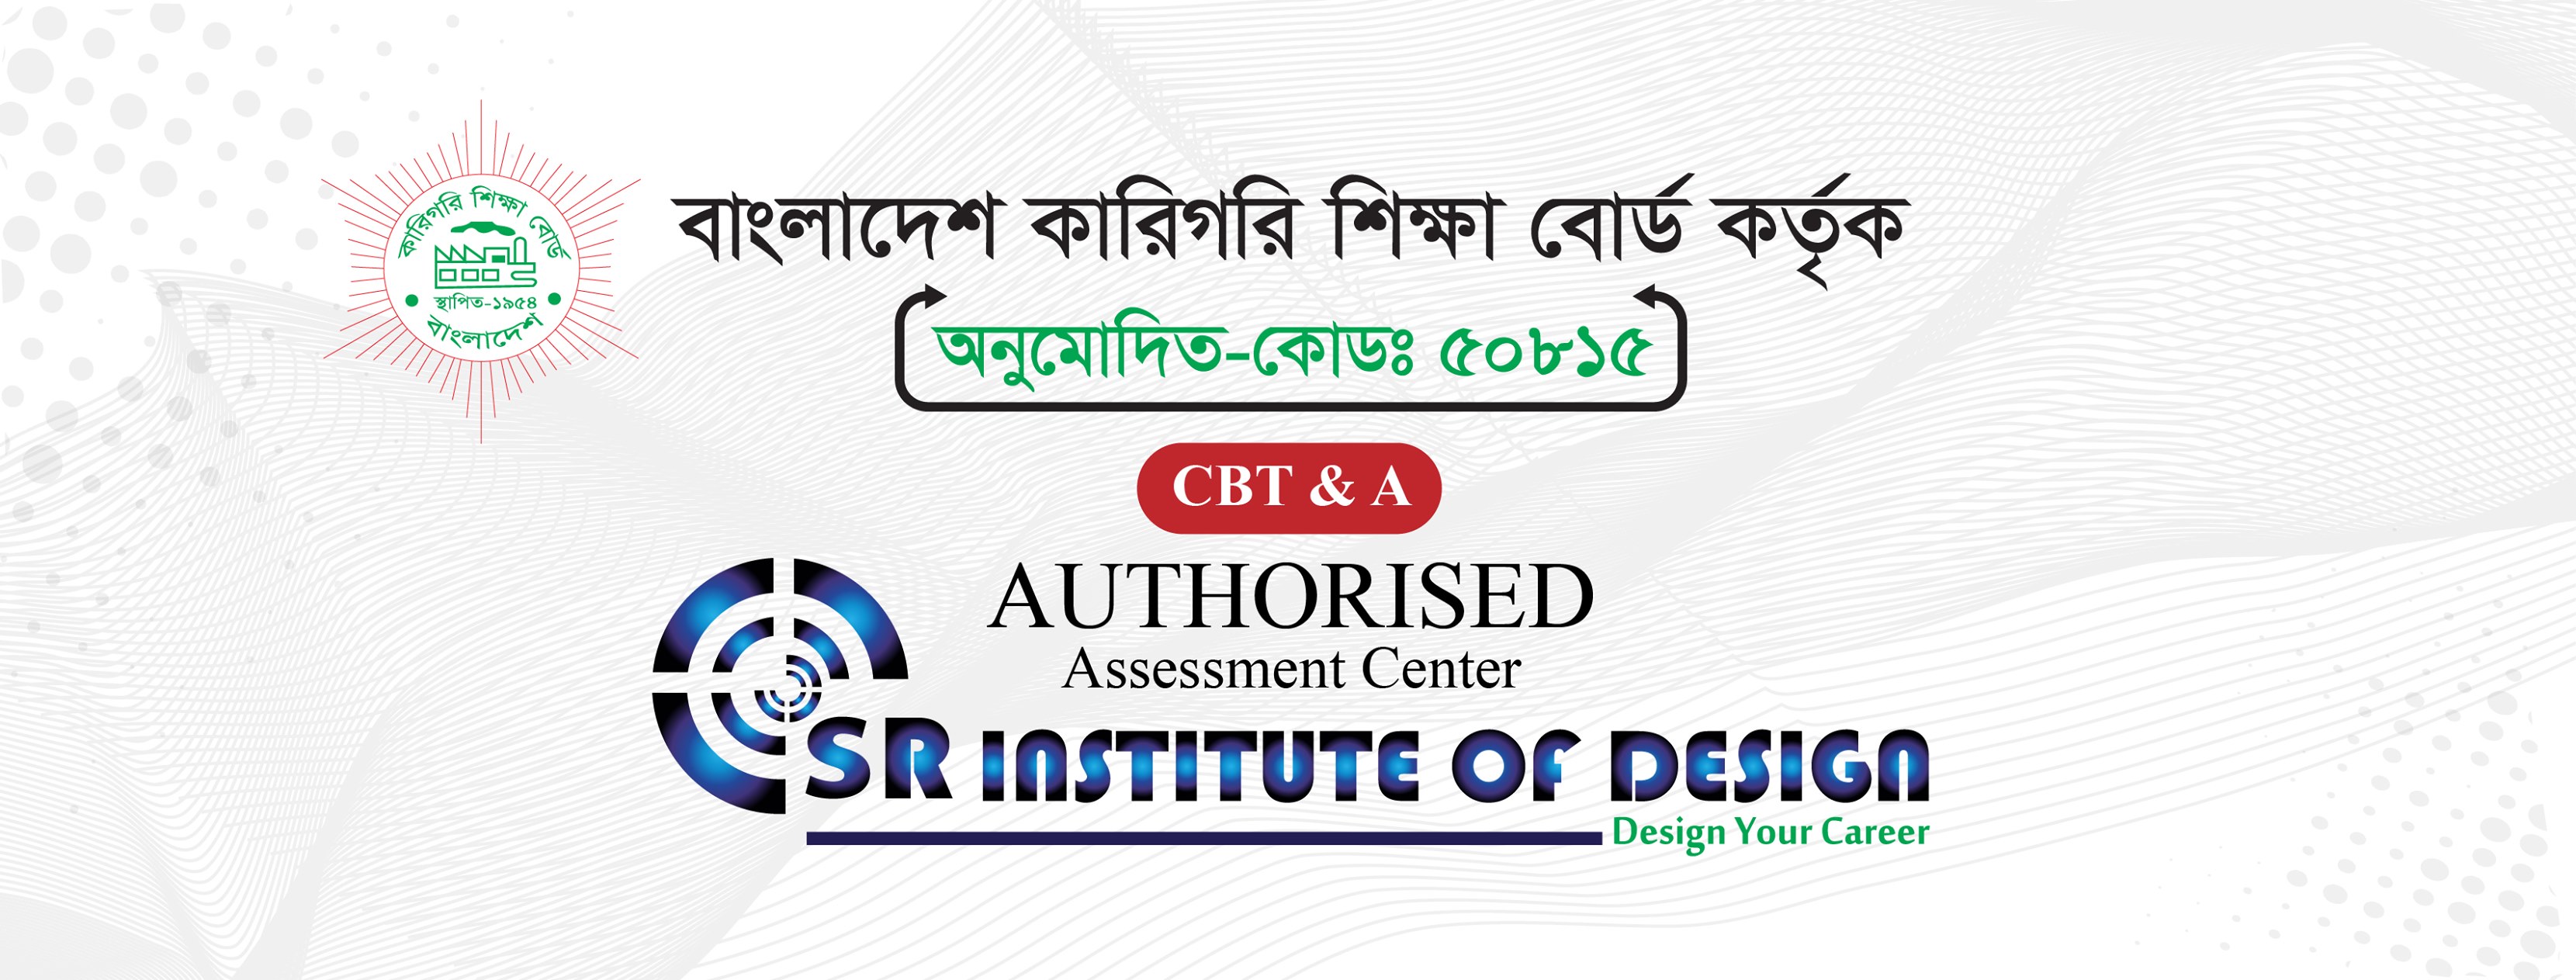 কারিগরি শিক্ষা বোর্ড
স্থাপিত-১৯৫৪
বাংলাদেশ
বাংলাদেশ কারিগরি শিক্ষা বোর্ড কর্তৃক
অনুমোদিত-কোডঃ ৫০৮১৫
CBT & A
AUTHORISED
Assessment Center
SR INSTITUTE OF DESIGN
Design Your Career